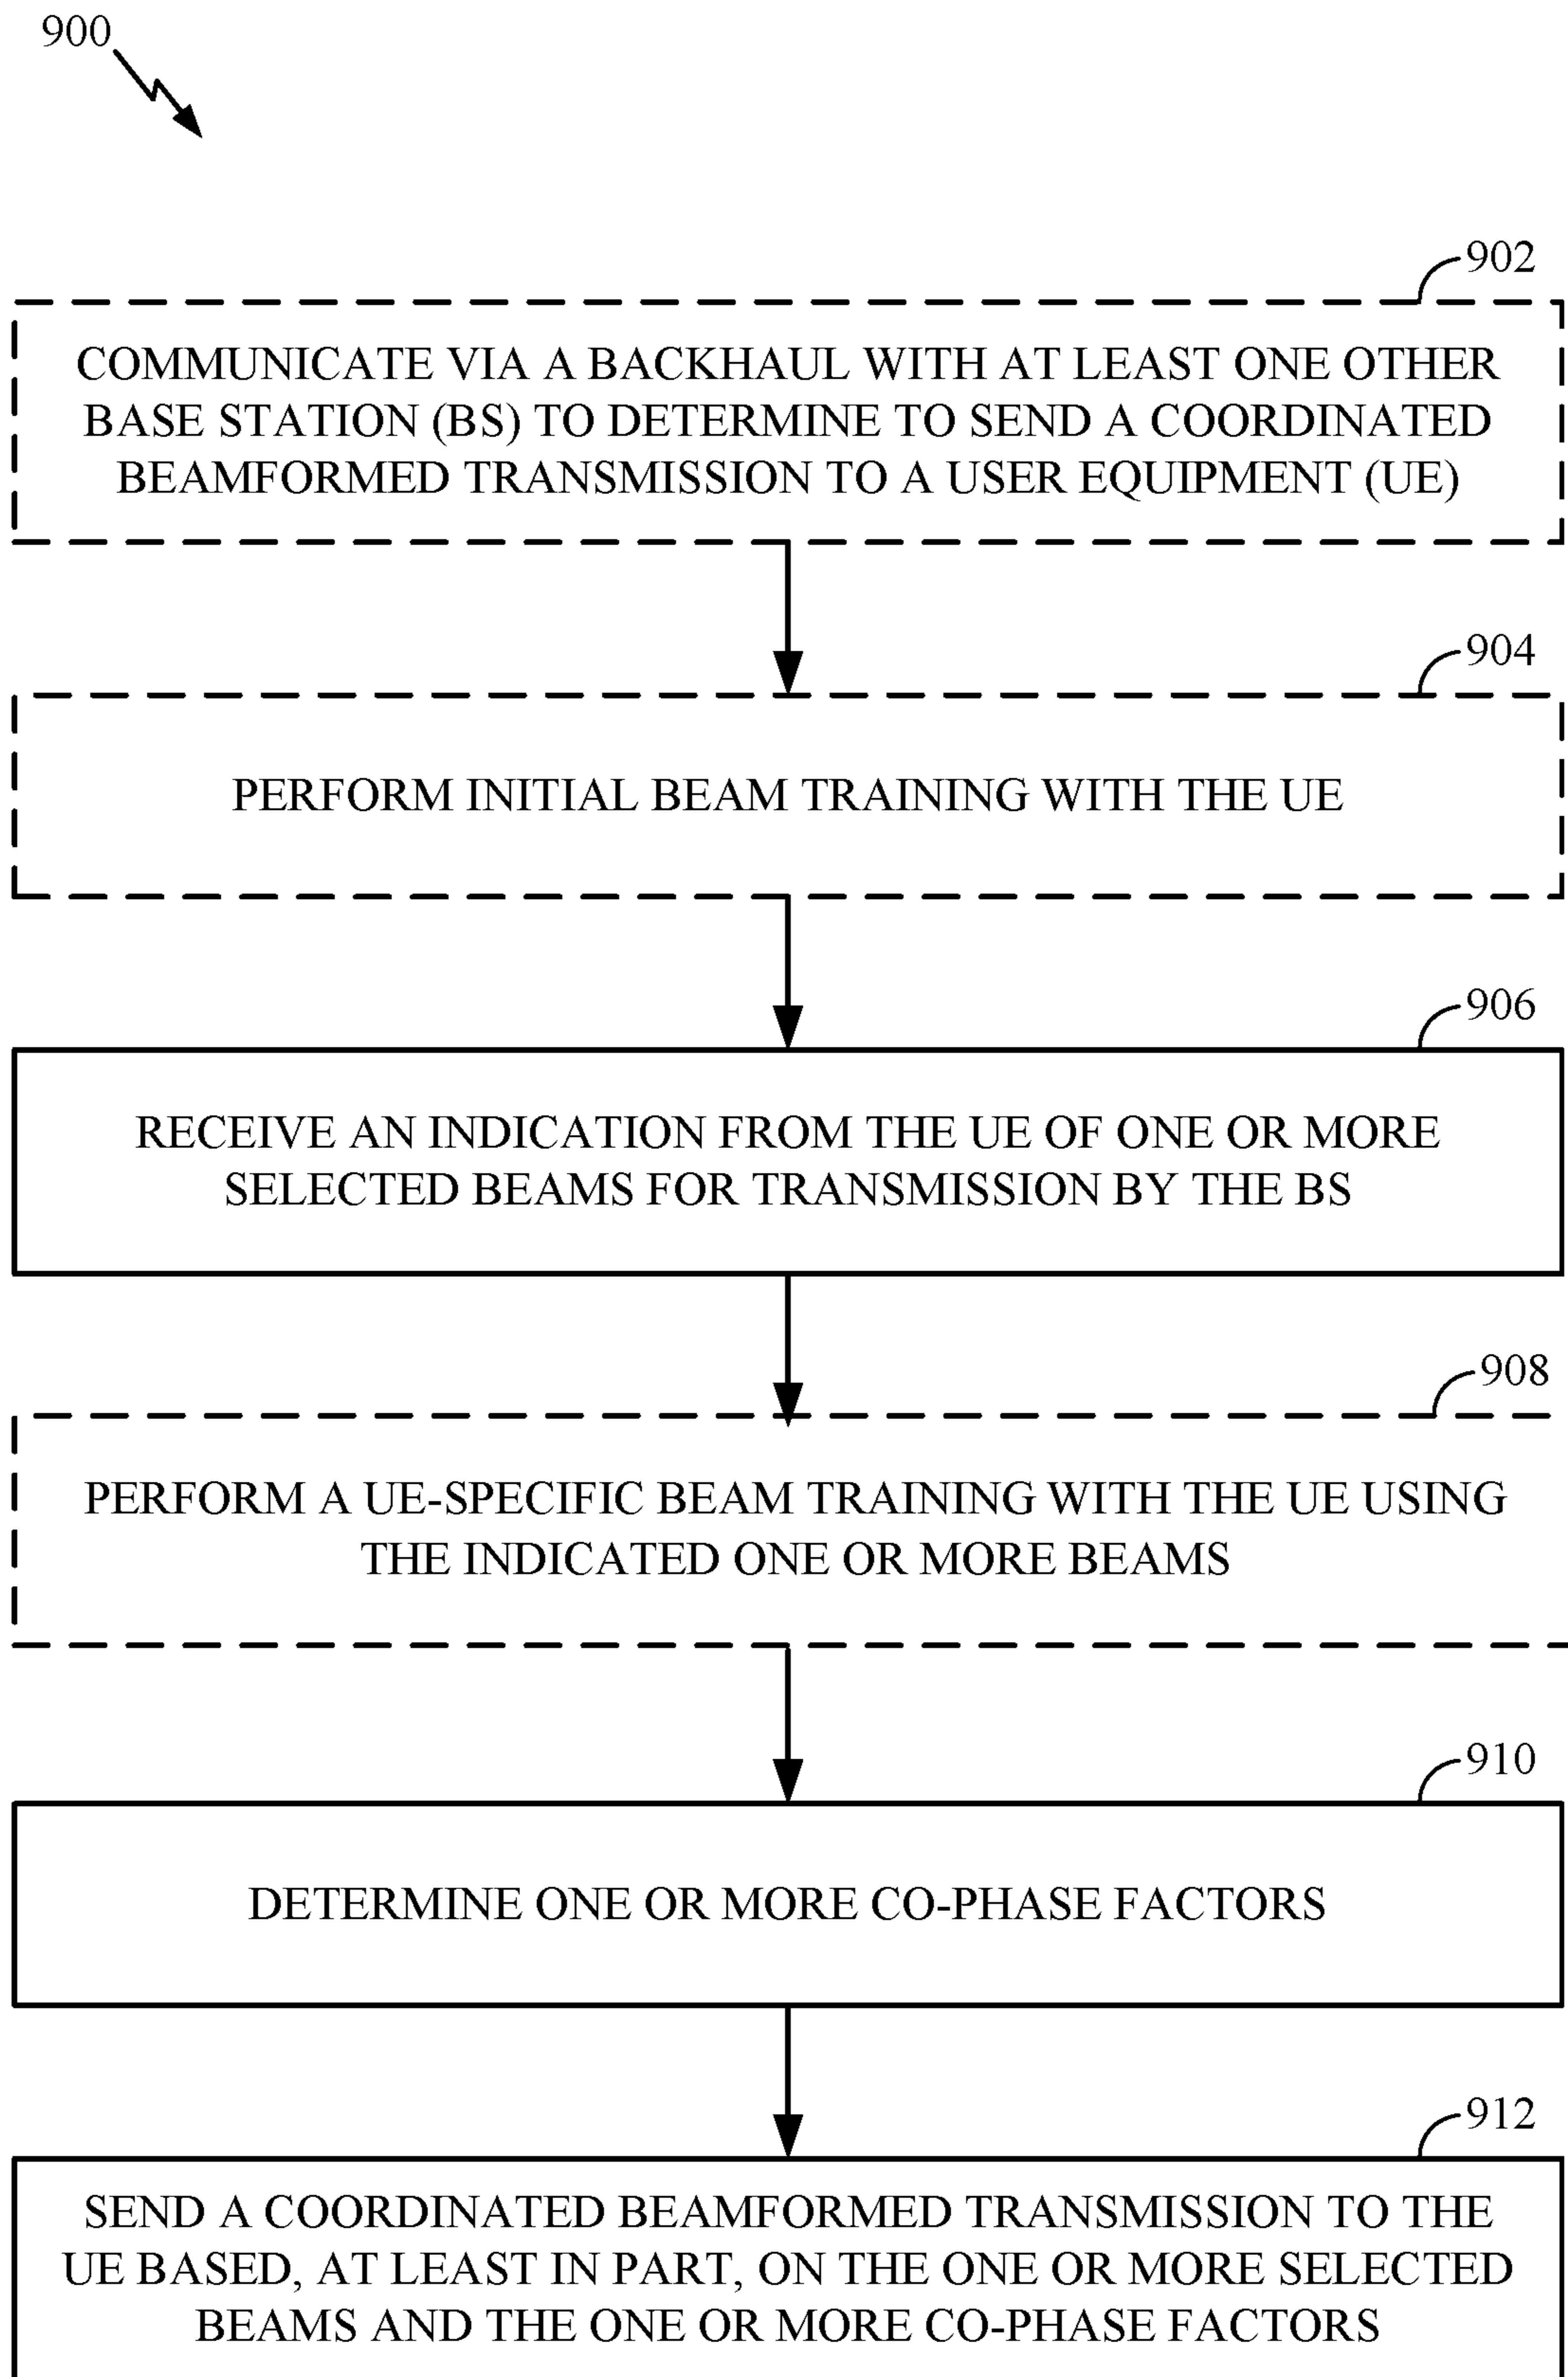 900
902
COMMUNICATE VIA A BACKHAUL WITH AT LEAST ONE OTHER
BASE STATION (BS) TO DETERMINE TO SEND A COORDINATED
BEAMFORMED TRANSMISSION TO A USER EQUIPMENT (UE)
904
PERFORM INITIAL BEAM TRAINING WITH THE UE
906
RECEIVE AN INDICATION FROM THE UE OF ONE OR MORE
SELECTED BEAMS FOR TRANSMISSION BY THE BS
908
PERFORM A UE-SPECIFIC BEAM TRAINING WITH THE UE USING
THE INDICATED ONE OR MORE BEAMS
910
DETERMINE ONE OR MORE CO-PHASE FACTORS
912
SEND A COORDINATED BEAMFORMED TRANSMISSION TO THE
UE BASED, AT LEAST IN PART, ON THE ONE OR MORE SELECTED
BEAMS AND THE ONE OR MORE CO-PHASE FACTORS